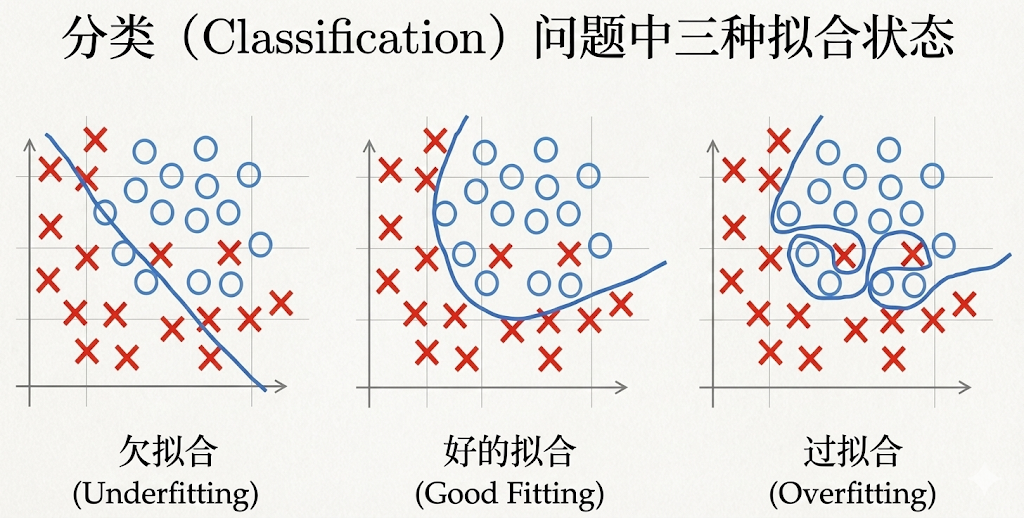 分类（Classification）问题中三种拟合状态
欠拟合
(Underfitting)
好的拟合
(Good Fitting)
过拟合
(Overfitting)